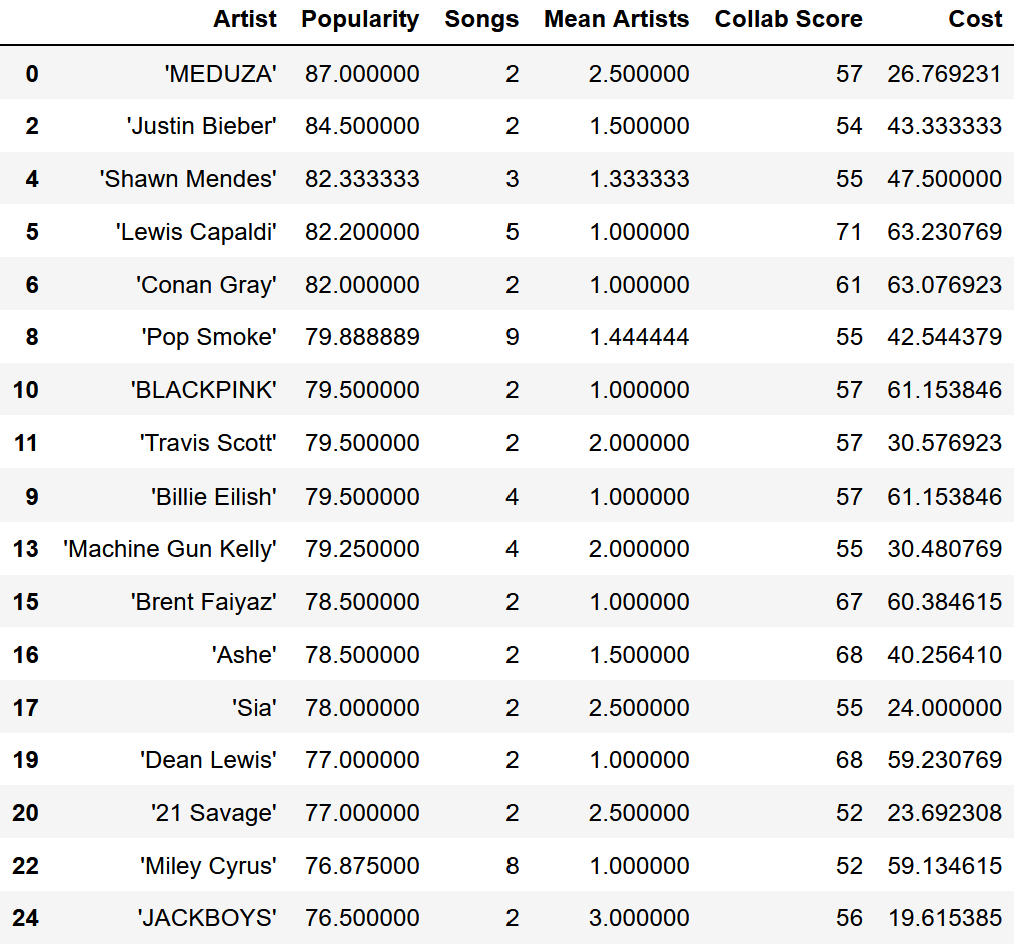 Artist Popularity Songs Mean Artists Collab Score Cost
0 'MEDUZA' 87.000000 2 2.500000 57 26.769231
2 'Justin Bieber' 84.500000 2 1.500000 54 43.333333
4 'Shawn Mendes' 82.333333 3 1.333333 55 47.500000
5 'Lewis Capaldi' 82.200000 5 1.000000 71 63.230769
6 'Conan Gray' 82.000000 2 1.000000 61 63.076923
8 'Pop Smoke' 79.888889 9 1.444444 55 42.544379
10 'BLACKPINK' 79.500000 2 1.000000 57 61.153846
11 'Travis Scott' 79.500000 2 2.000000 57 30.576923
9 'Billie Eilish' 79.500000 4 1.000000 57 61.153846
13 'Machine Gun Kelly' 79.250000 4 2.000000 55 30.480769
15 'Brent Faiyaz' 78.500000 2 1.000000 67 60.384615
16 'Ashe' 78.500000 2 1.500000 68 40.256410
17 'Sia' 78.000000 2 2.500000 55 24.000000
19 'Dean Lewis' 77.000000 2 1.000000 68 59.230769
20 '21 Savage' 77.000000 2 2.500000 52 23.692308
22 'Miley Cyrus' 76.875000 8 1.000000 52 59.134615
24 'JACKBOYS' 76.500000 2 3.000000 56 19.615385